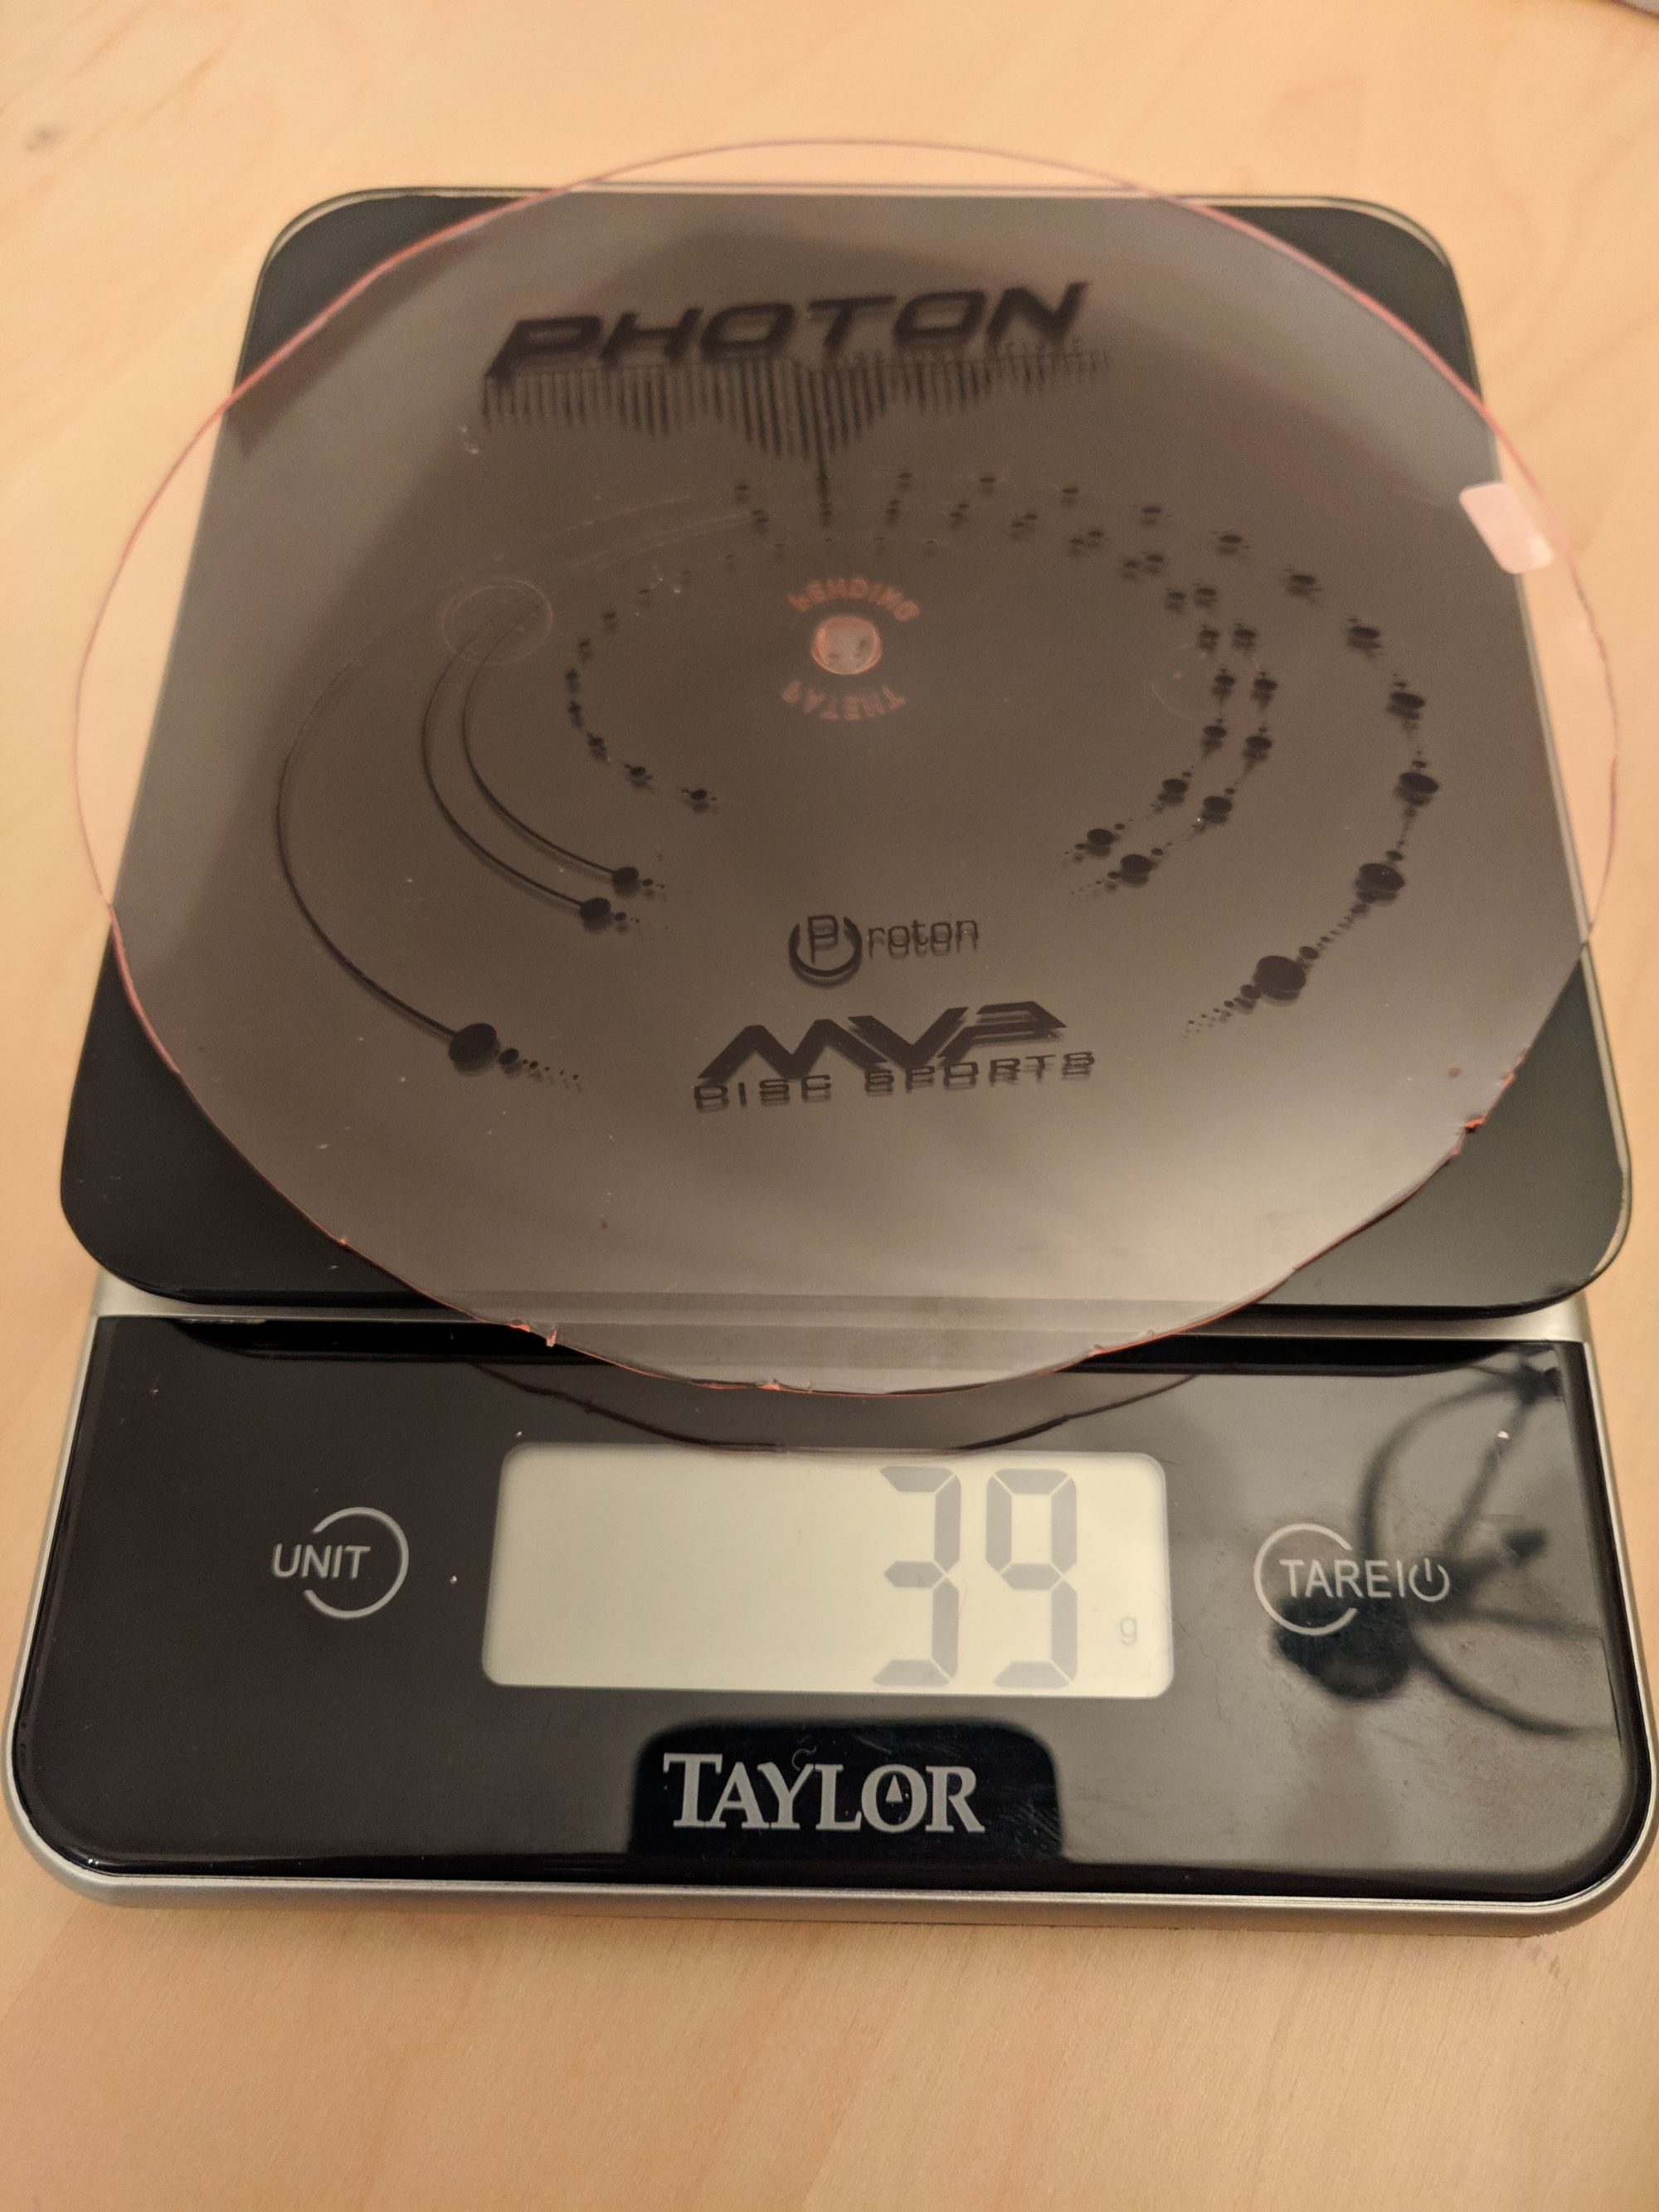 PHOTON
PENDING
PATENT
Proton
MVP
DISC SPORTS
39 g
UNIT
TARE|⏻
TAYLOR